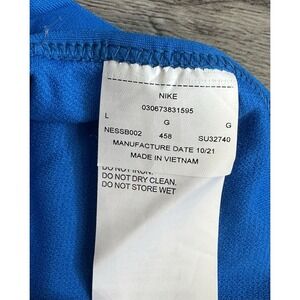 NIKE
030673831595
L G G
NESSB002 458 SU32740
MANUFACTURE DATE 10/21
MADE IN VIETNAM
DO NOT IRON.
DO NOT DRY CLEAN.
DO NOT STORE WET